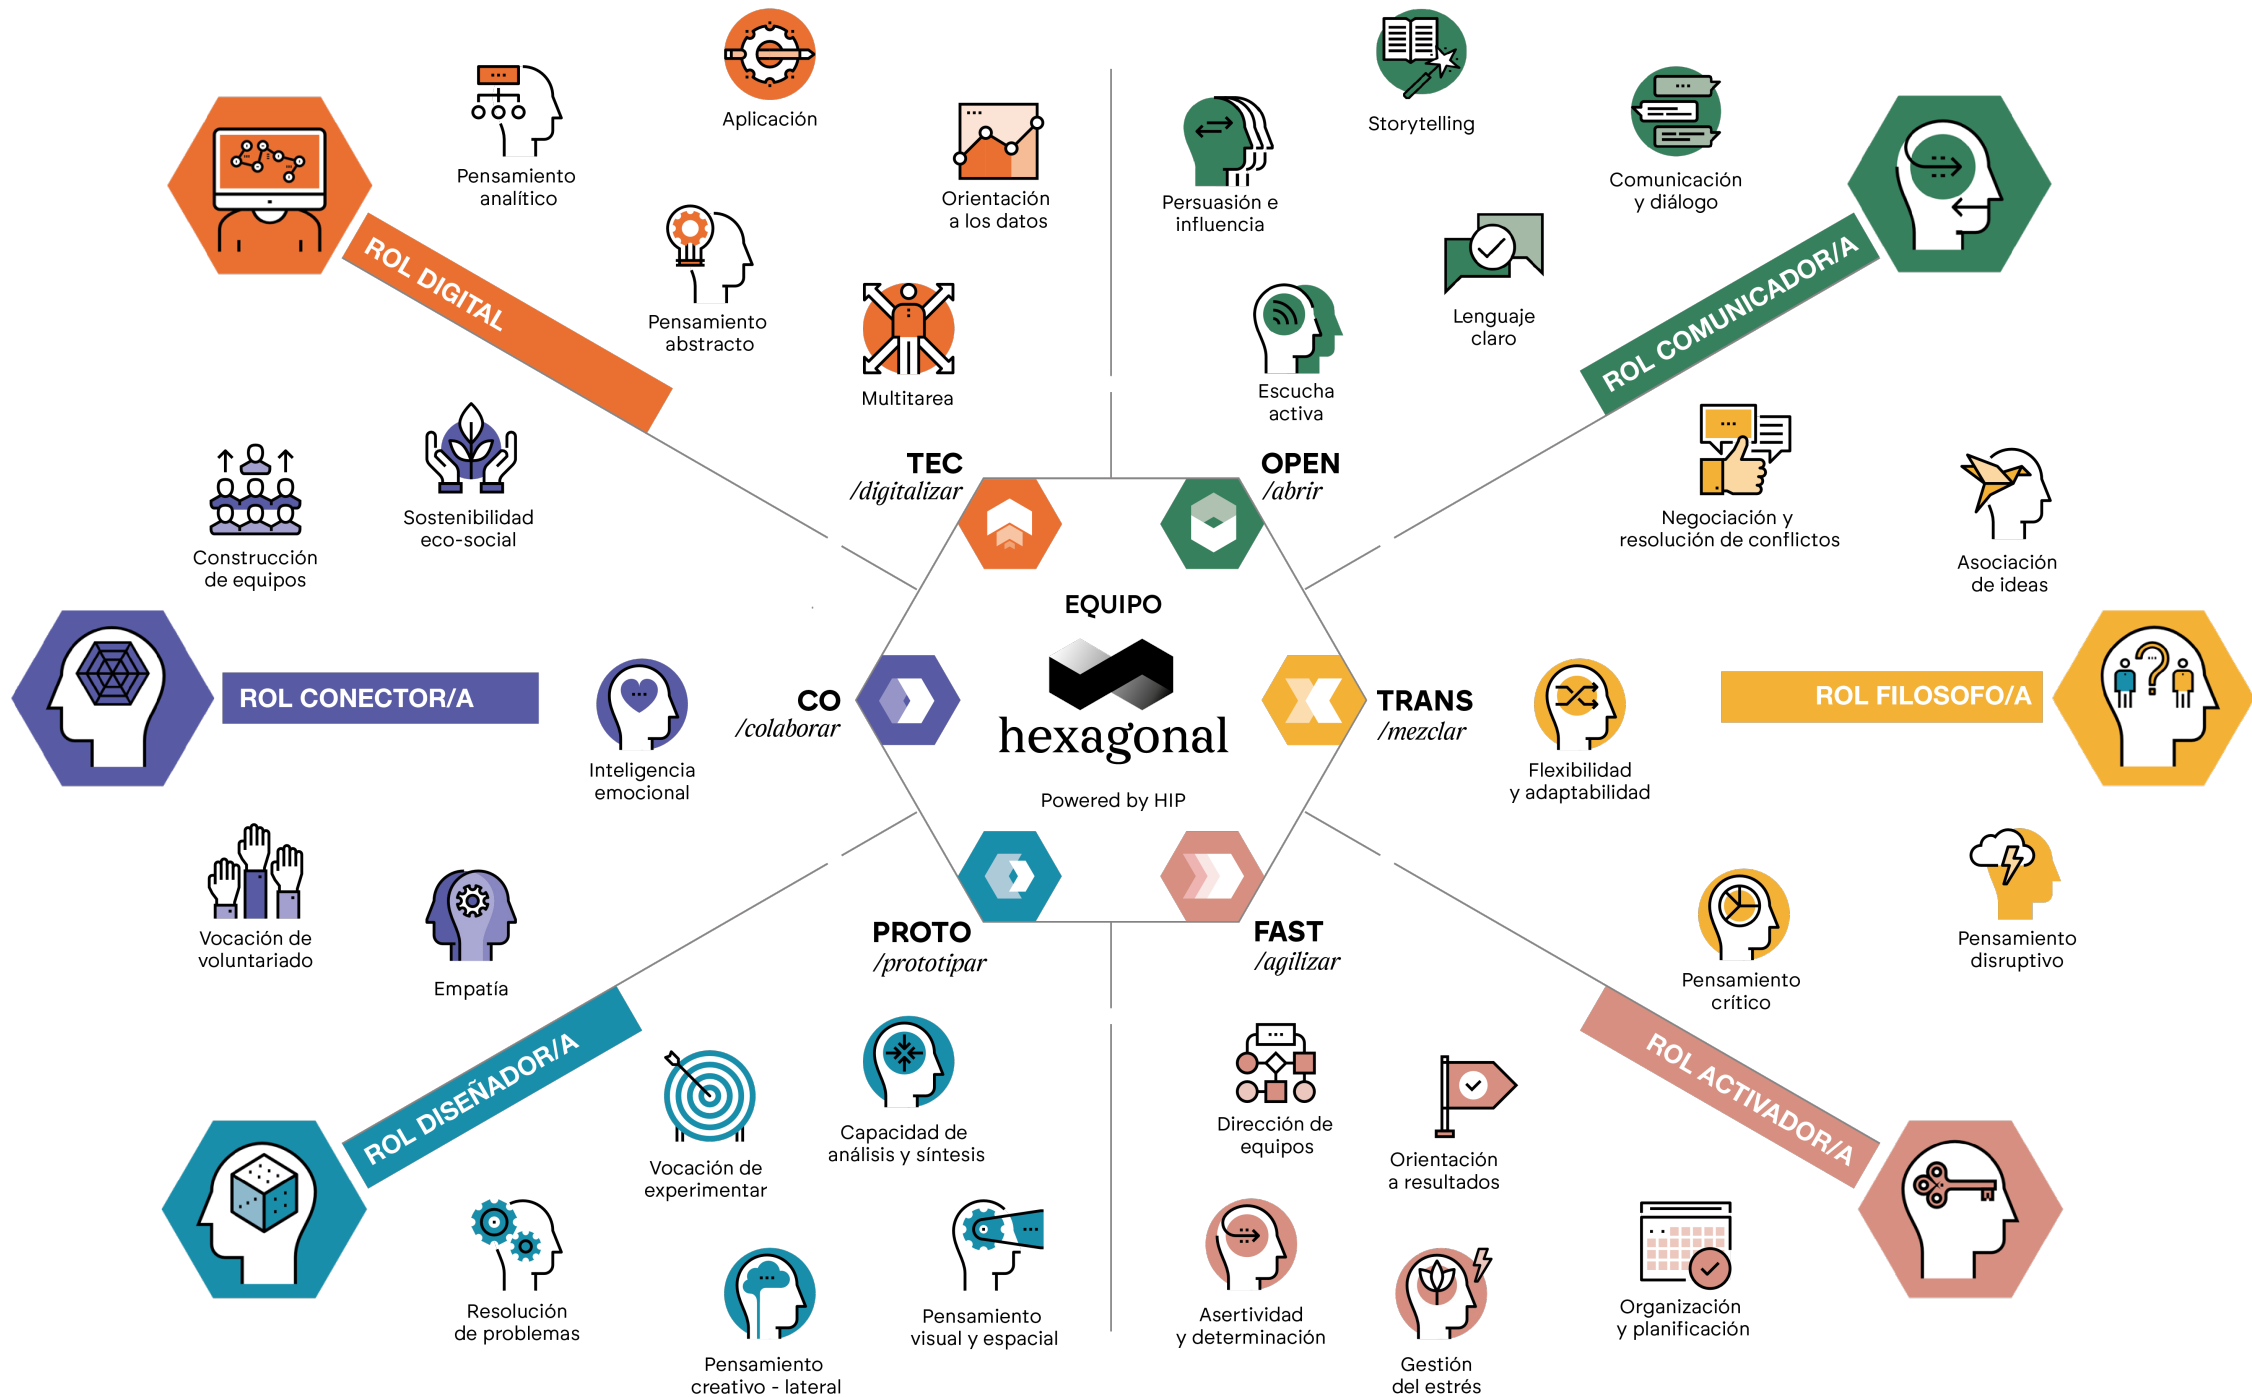 Aplicación
Pensamiento
analítico
Orientación
a los datos
ROL DIGITAL
Pensamiento
abstracto
Multitarea
TEC
/digitalizar
Storytelling
Comunicación
y diálogo
Persuasión e
influencia
Lenguaje
claro
ROL COMUNICADOR/A
Escucha
activa
OPEN
/abrir
Sostenibilidad
eco-social
Construcción
de equipos
ROL CONECTOR/A
Inteligencia
emocional
CO
/colaborar
Vocación de
voluntariado
Empatía
EQUIPO
hexagonal
Powered by HIP
Negociación y
resolución de conflictos
Asociación
de ideas
TRANS
/mezclar
Flexibilidad
y adaptabilidad
ROL FILOSOFO/A
Pensamiento
disruptivo
Pensamiento
crítico
PROTO
/prototipar
ROL DISEÑADOR/A
Capacidad de
análisis y síntesis
Vocación de
experimentar
Resolución
de problemas
Pensamiento
visual y espacial
Pensamiento
creativo - lateral
FAST
/agilizar
ROL ACTIVADOR/A
Dirección de
equipos
Orientación
a resultados
Asertividad
y determinación
Organización
y planificación
Gestión
del estrés